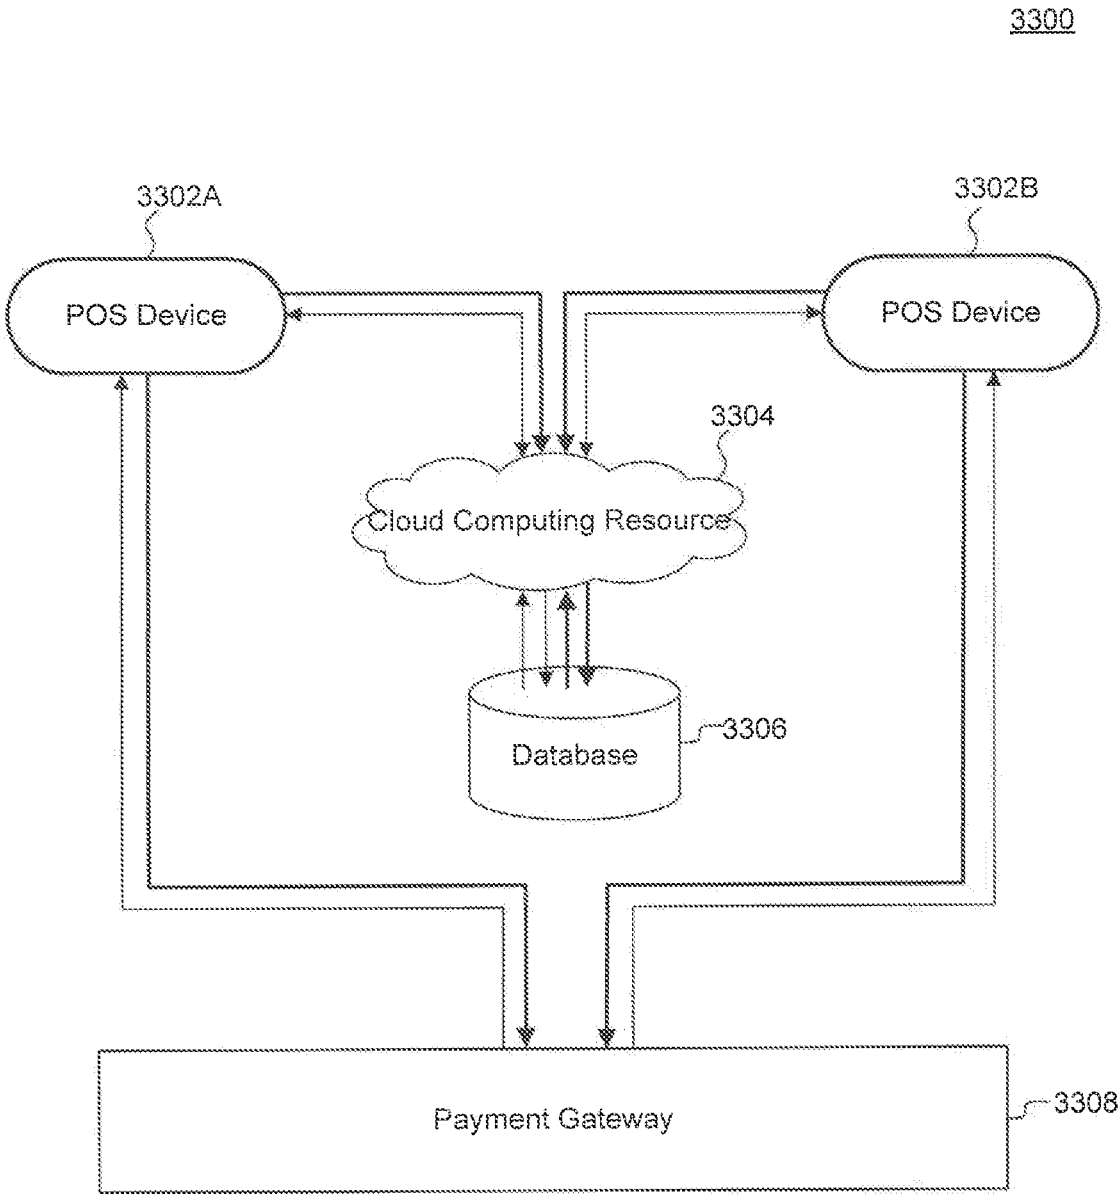 3300
3302A
3302B
POS Device
POS Device
3304
Cloud Computing Resource
3306
Database
Payment Gateway
3308